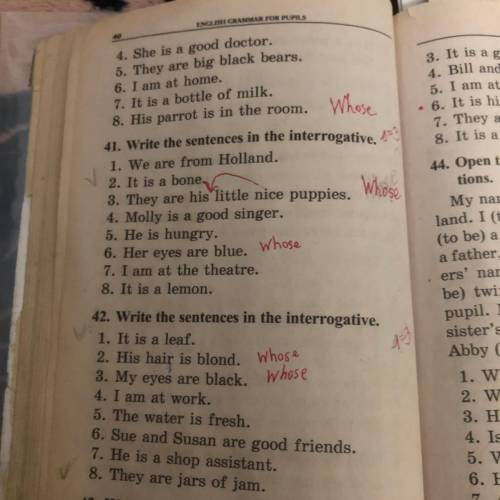 ENGLISH GRAMMAR FOR PUPILS
40
4. She is a good doctor.
5. They are big black bears.
6. I am at home.
7. It is a bottle of milk.
8. His parrot is in the room. Whose
41. Write the sentences in the interrogative.
1. We are from Holland.
2. It is a bone.
3. They are his little nice puppies. Whose
4. Molly is a good singer.
5. He is hungry.
6. Her eyes are blue. Whose
7. I am at the theatre.
8. It is a lemon.
42. Write the sentences in the interrogative.
1. It is a leaf.
2. His hair is blond. whose
3. My eyes are black. whose
4. I am at work.
5. The water is fresh.
6. Sue and Susan are good friends.
7. He is a shop assistant.
8. They are jars of jam.
3. It is a g
4. Bill and
5. I am at
6. It is hi
7. They a
8. It is a
44. Open t
tions.
My nam
land. I (t
(to be) a
a father,
ers' nam
be) twi
pupil. M
sister's
Abby (
1. W
2. W
3. H
4. Is
5. W
6. H